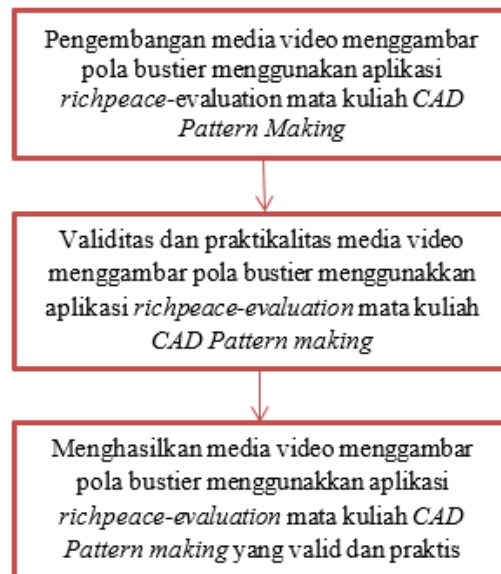 Pengembangan media video menggambar
pola bustier menggunakan aplikasi
richpeace-evaluation mata kuliah CAD
Pattern Making
Validitas dan praktikalitas media video
menggambar pola bustier menggunakkan
aplikasi richpeace-evaluation mata kuliah
CAD Pattern making
Menghasilkan media video menggambar
pola bustier menggunakkan aplikasi
richpeace-evaluation mata kuliah CAD
Pattern making yang valid dan praktis